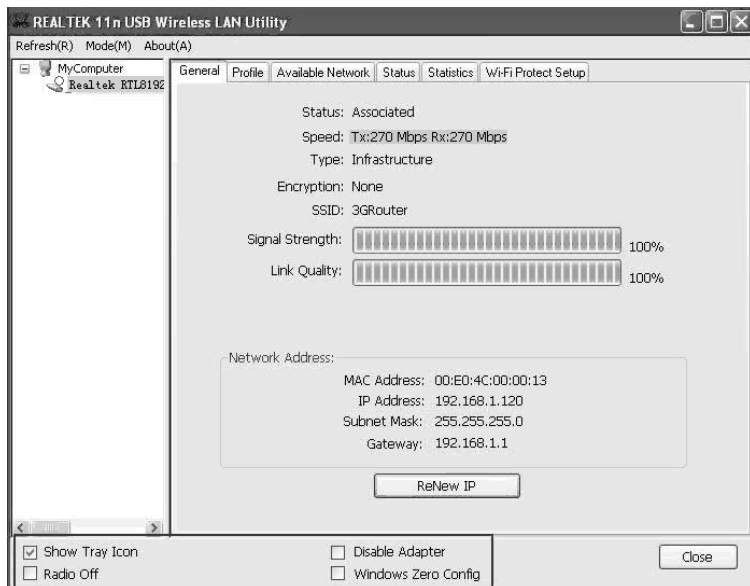 REALTEK 11n USB Wireless LAN Utility
Refresh(R) Mode(M) About(A)
MyComputer
Realtek RTL8192
General Profile Available Network Status Statistics Wi-Fi Protect Setup
Status: Associated
Speed: Tx:270 Mbps Rx:270 Mbps
Type: Infrastructure
Encryption: None
SSID: 3GRouter
Signal Strength: 100%
Link Quality: 100%
Network Address:
MAC Address: 00:E0:4C:00:00:13
IP Address: 192.168.1.120
Subnet Mask: 255.255.255.0
Gateway: 192.168.1.1
ReNew IP
Show Tray Icon
Radio Off
Disable Adapter
Windows Zero Config
Close